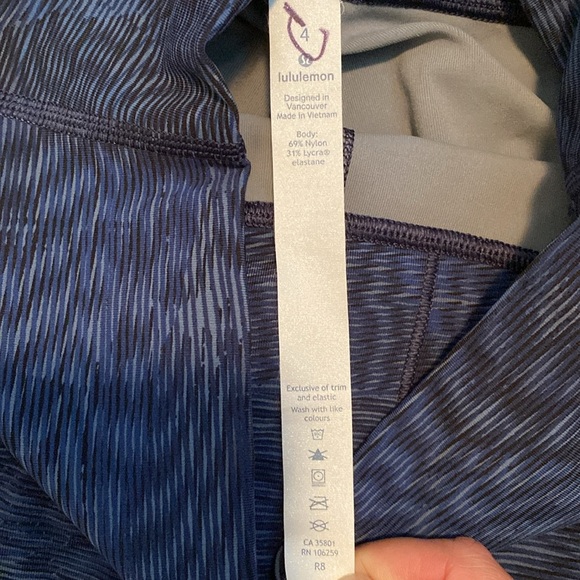 4
lululemon
Designed in
Vancouver
Made in Vietnam
Body:
69% Nylon
31% Lycra®
elastane
Exclusive of trim
and elastic
Wash with like
colours
CA 35801
RN 106259
R8